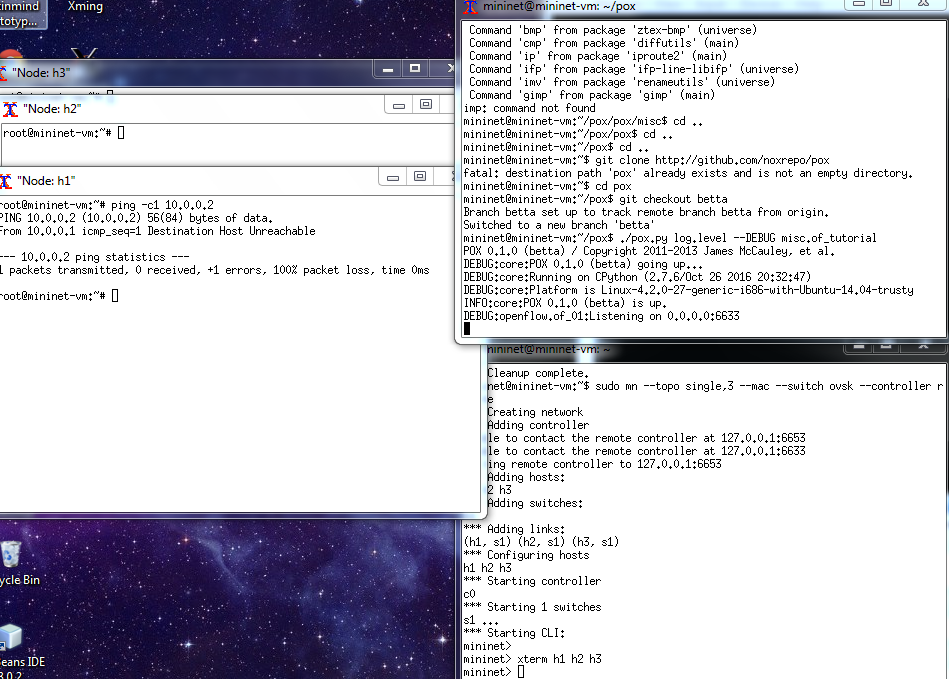 inmind
totyp...
Xming
"Node: h3"
"Node: h2"
root@mininet-vm:~#
"Node: h1"
root@mininet-vm:~# ping -c1 10.0.0.2
PING 10.0.0.2 (10.0.0.2) 56(84) bytes of data.
From 10.0.0.1 icmp_seq=1 Destination Host Unreachable
--- 10.0.0.2 ping statistics ---
1 packets transmitted, 0 received, +1 errors, 100% packet loss, time 0ms
root@mininet-vm:~#
ycle Bin
eans IDE
mininet@mininet-vm: ~/pox
Command 'bmp' from package 'ztex-bmp' (universe)
Command 'cmp' from package 'diffutils' (main)
Command 'ip' from package 'iproute2' (main)
Command 'ifp' from package 'ifp-line-libifp' (universe)
Command 'imv' from package 'renameutils' (universe)
Command 'gimp' from package 'gimp' (main)
imp: command not found
mininet@mininet-vm:~/pox/pox/misc$ cd ..
mininet@mininet-vm:~/pox/pox$ cd ..
mininet@mininet-vm:~/pox$ cd ..
mininet@mininet-vm:~$ git clone http://github.com/noxrepo/pox
fatal: destination path 'pox' already exists and is not an empty directory.
mininet@mininet-vm:~$ cd pox
mininet@mininet-vm:~/pox$ git checkout betta
Branch betta set up to track remote branch betta from origin.
Switched to a new branch 'betta'
mininet@mininet-vm:~/pox$ ./pox.py log.level --DEBUG misc.of_tutorial
POX 0.1.0 (betta) / Copyright 2011-2013 James McCauley, et al.
DEBUG:core:POX 0.1.0 (betta) going up...
DEBUG:core:Running on CPython (2.7.6/Oct 26 2016 20:32:47)
DEBUG:core:Platform is Linux-4.2.0-27-generic-i686-with-Ubuntu-14.04-trusty
INFO:core:POX 0.1.0 (betta) is up.
DEBUG:openflow.of_01:Listening on 0.0.0.0:6633
mininet@mininet-vm: ~
Cleanup complete.
net@mininet-vm:~$ sudo mn --topo single,3 --mac --switch ovsk --controller r
e
Creating network
Adding controller
le to contact the remote controller at 127.0.0.1:6653
le to contact the remote controller at 127.0.0.1:6633
ing remote controller to 127.0.0.1:6653
Adding hosts:
2 h3
Adding switches:
*** Adding links:
(h1, s1) (h2, s1) (h3, s1)
*** Configuring hosts
h1 h2 h3
*** Starting controller
c0
*** Starting 1 switches
s1 ...
*** Starting CLI:
mininet>
mininet> xterm h1 h2 h3
mininet>